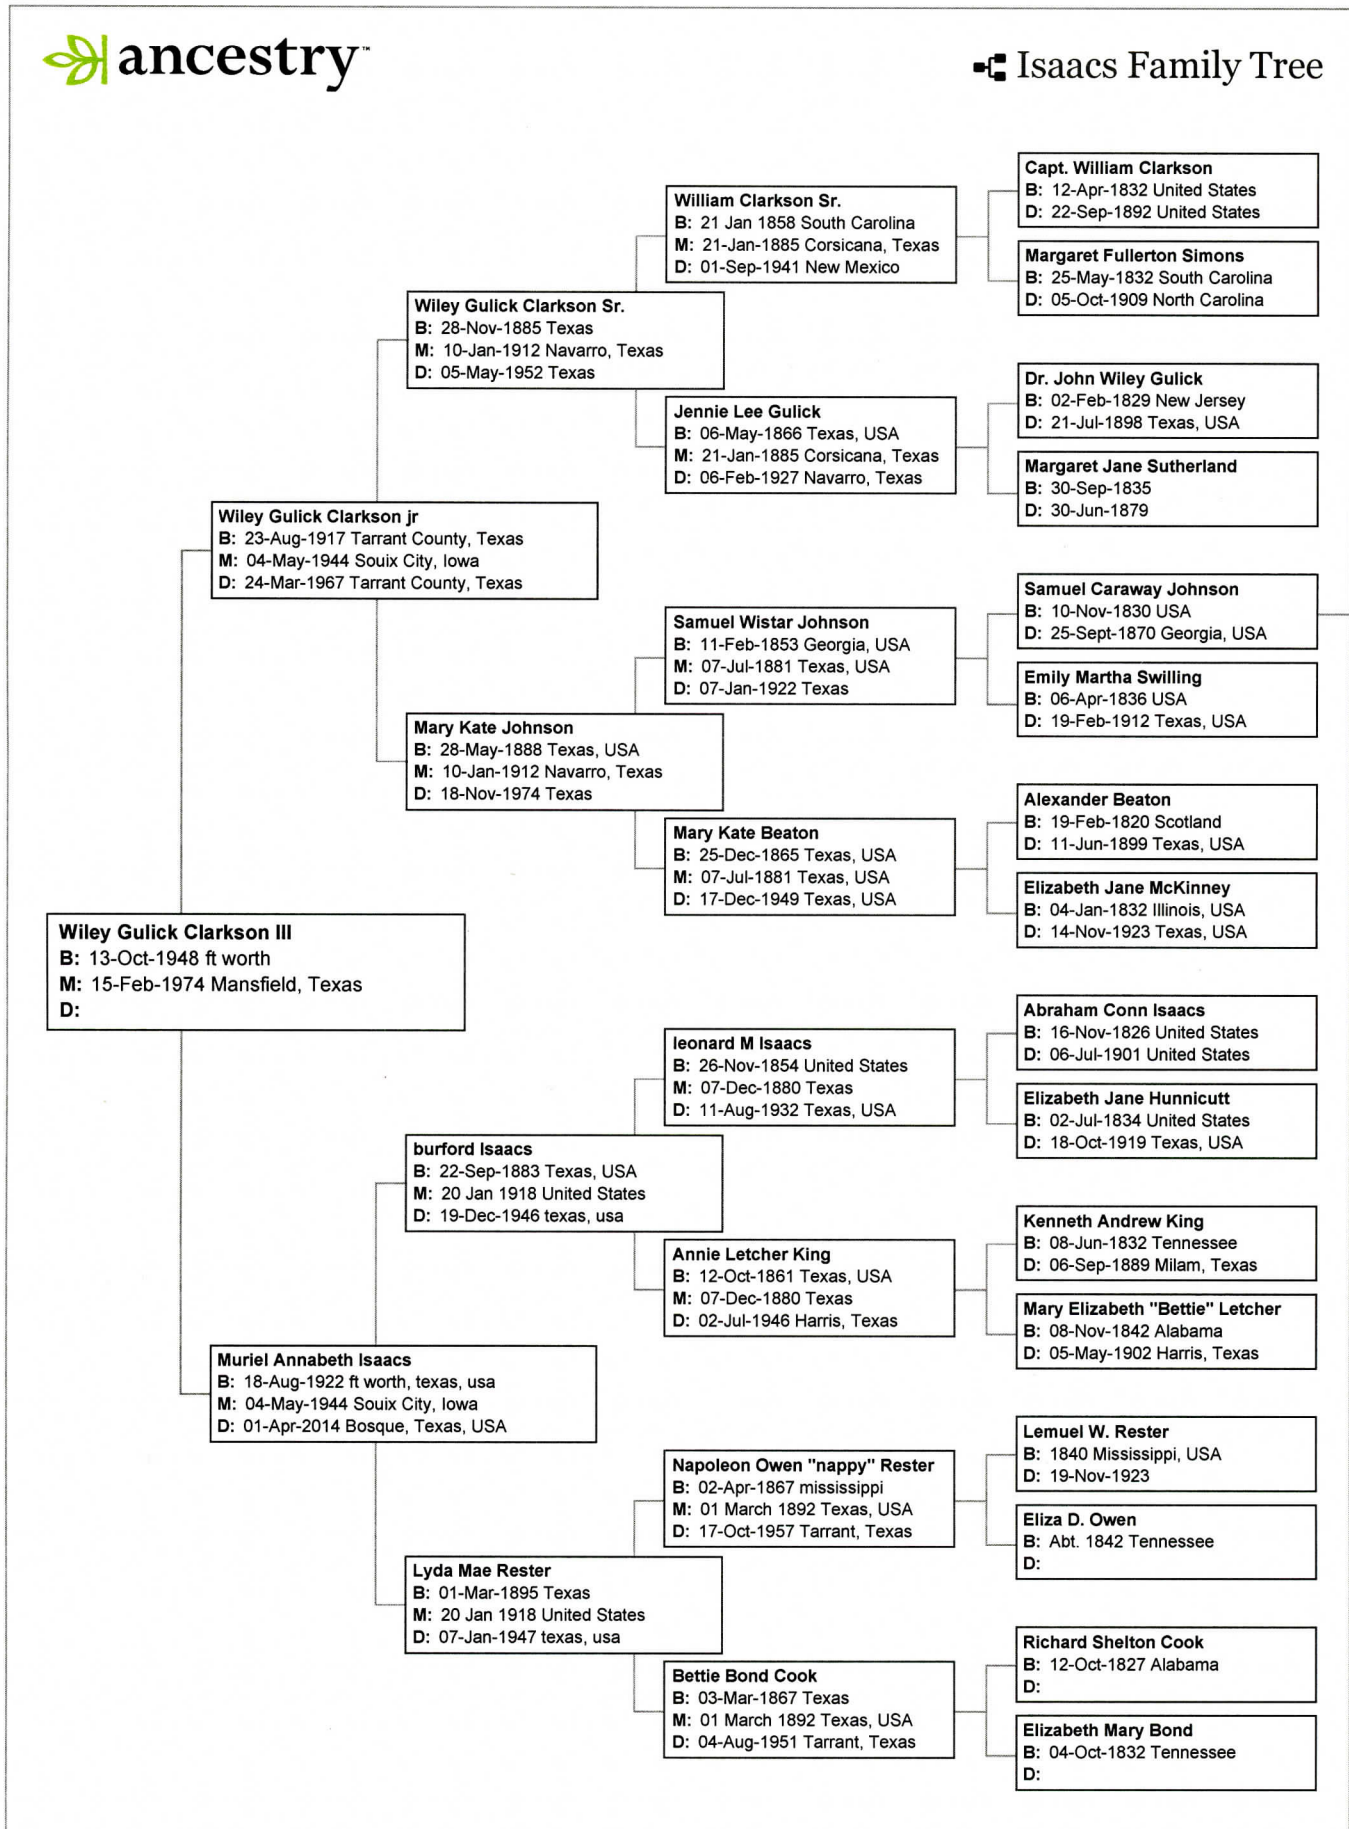 ancestry™
Isaacs Family Tree
Capt. William Clarkson
B: 12-Apr-1832 United States
D: 22-Sep-1892 United States
William Clarkson Sr.
B: 21 Jan 1858 South Carolina
M: 21-Jan-1885 Corsicana, Texas
D: 01-Sep-1941 New Mexico
Margaret Fullerton Simons
B: 25-May-1832 South Carolina
D: 05-Oct-1909 North Carolina
Wiley Gulick Clarkson Sr.
B: 28-Nov-1885 Texas
M: 10-Jan-1912 Navarro, Texas
D: 05-May-1952 Texas
Dr. John Wiley Gulick
B: 02-Feb-1829 New Jersey
D: 21-Jul-1898 Texas, USA
Jennie Lee Gulick
B: 06-May-1866 Texas, USA
M: 21-Jan-1885 Corsicana, Texas
D: 06-Feb-1927 Navarro, Texas
Margaret Jane Sutherland
B: 30-Sep-1835
D: 30-Jun-1879
Wiley Gulick Clarkson jr
B: 23-Aug-1917 Tarrant County, Texas
M: 04-May-1944 Souix City, Iowa
D: 24-Mar-1967 Tarrant County, Texas
Samuel Caraway Johnson
B: 10-Nov-1830 USA
D: 25-Sept-1870 Georgia, USA
Samuel Wistar Johnson
B: 11-Feb-1853 Georgia, USA
M: 07-Jul-1881 Texas, USA
D: 07-Jan-1922 Texas
Emily Martha Swilling
B: 06-Apr-1836 USA
D: 19-Feb-1912 Texas, USA
Mary Kate Johnson
B: 28-May-1888 Texas, USA
M: 10-Jan-1912 Navarro, Texas
D: 18-Nov-1974 Texas
Alexander Beaton
B: 19-Feb-1820 Scotland
D: 11-Jun-1899 Texas, USA
Mary Kate Beaton
B: 25-Dec-1865 Texas, USA
M: 07-Jul-1881 Texas, USA
D: 17-Dec-1949 Texas, USA
Elizabeth Jane McKinney
B: 04-Jan-1832 Illinois, USA
D: 14-Nov-1923 Texas, USA
Wiley Gulick Clarkson III
B: 13-Oct-1948 ft worth
M: 15-Feb-1974 Mansfield, Texas
D:
Abraham Conn Isaacs
B: 16-Nov-1826 United States
D: 06-Jul-1901 United States
leonard M Isaacs
B: 26-Nov-1854 United States
M: 07-Dec-1880 Texas
D: 11-Aug-1932 Texas, USA
Elizabeth Jane Hunnicutt
B: 02-Jul-1834 United States
D: 18-Oct-1919 Texas, USA
burford Isaacs
B: 22-Sep-1883 Texas, USA
M: 20 Jan 1918 United States
D: 19-Dec-1946 texas, usa
Kenneth Andrew King
B: 08-Jun-1832 Tennessee
D: 06-Sep-1889 Milam, Texas
Annie Letcher King
B: 12-Oct-1861 Texas, USA
M: 07-Dec-1880 Texas
D: 02-Jul-1946 Harris, Texas
Mary Elizabeth "Bettie" Letcher
B: 08-Nov-1842 Alabama
D: 05-May-1902 Harris, Texas
Muriel Annabeth Isaacs
B: 18-Aug-1922 ft worth, texas, usa
M: 04-May-1944 Souix City, Iowa
D: 01-Apr-2014 Bosque, Texas, USA
Lemuel W. Rester
B: 1840 Mississippi, USA
D: 19-Nov-1923
Napoleon Owen "nappy" Rester
B: 02-Apr-1867 mississippi
M: 01 March 1892 Texas, USA
D: 17-Oct-1957 Tarrant, Texas
Eliza D. Owen
B: Abt. 1842 Tennessee
D:
Lyda Mae Rester
B: 01-Mar-1895 Texas
M: 20 Jan 1918 United States
D: 07-Jan-1947 texas, usa
Richard Shelton Cook
B: 12-Oct-1827 Alabama
D:
Bettie Bond Cook
B: 03-Mar-1867 Texas
M: 01 March 1892 Texas, USA
D: 04-Aug-1951 Tarrant, Texas
Elizabeth Mary Bond
B: 04-Oct-1832 Tennessee
D: